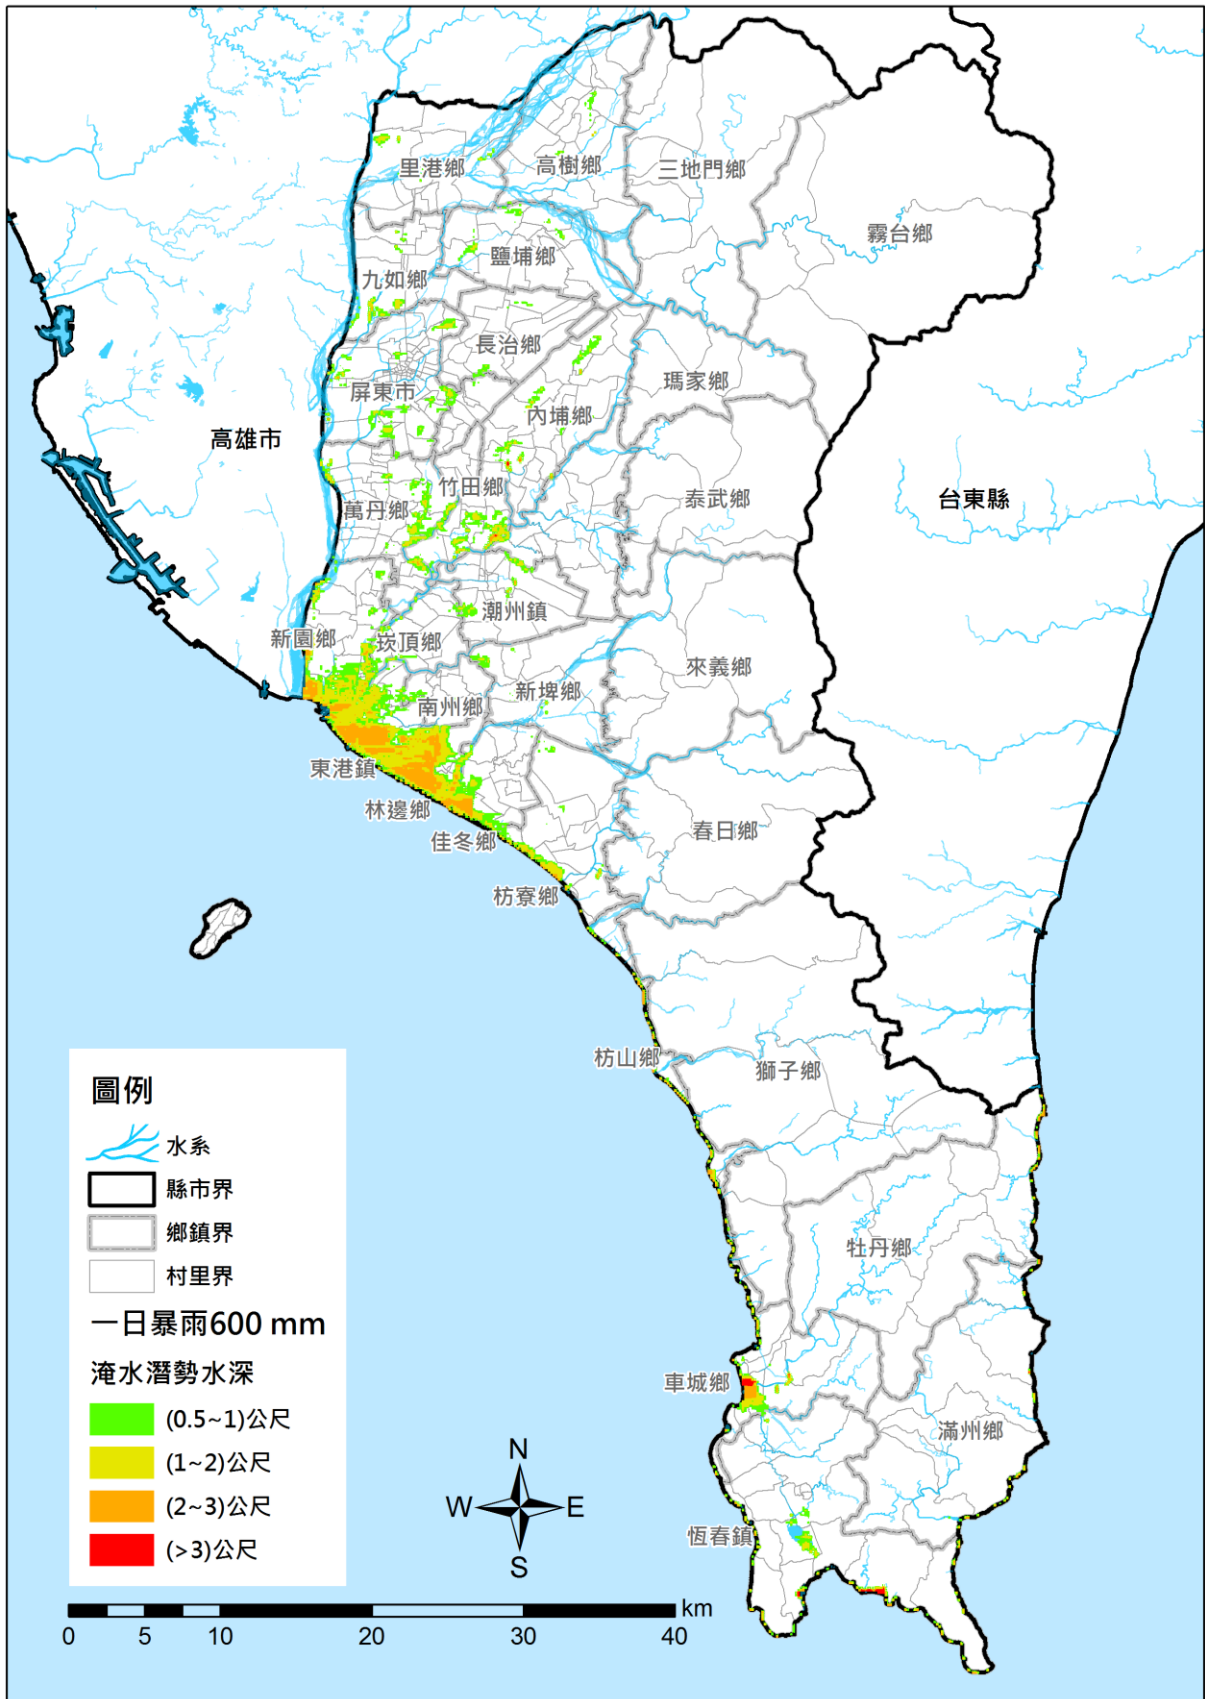 里港鄉
高樹鄉
三地門鄉
霧台鄉
鹽埔鄉
九如鄉
長治鄉
瑪家鄉
屏東市
內埔鄉
高雄市
竹田鄉
泰武鄉
台東縣
萬丹鄉
潮州鎮
新園鄉
崁頂鄉
來義鄉
新埤鄉
南州鄉
東港鎮
林邊鄉
春日鄉
佳冬鄉
枋寮鄉
枋山鄉
獅子鄉
牡丹鄉
車城鄉
滿州鄉
恆春鎮
圖例
水系
縣市界
鄉鎮界
村里界
一日暴雨600 mm
淹水潛勢水深
(0.5~1)公尺
(1~2)公尺
(2~3)公尺
(>3)公尺
N
W E
S
km
0 5 10 20 30 40